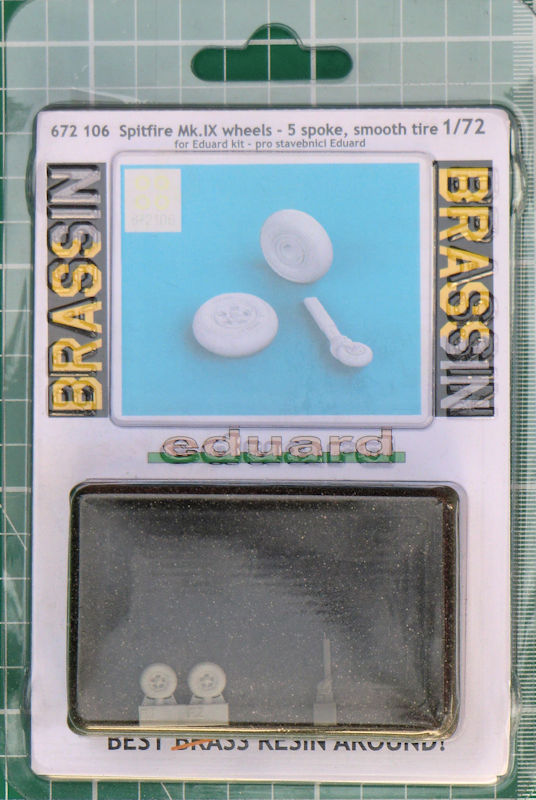 672 106 Spitfire Mk.IX wheels - 5 spoke, smooth tire 1/72
for Eduard kit - pro stavebnici Eduard
BRASSIN
BRASSIN
672106
eduard
BEST BRASS RESIN AROUND!